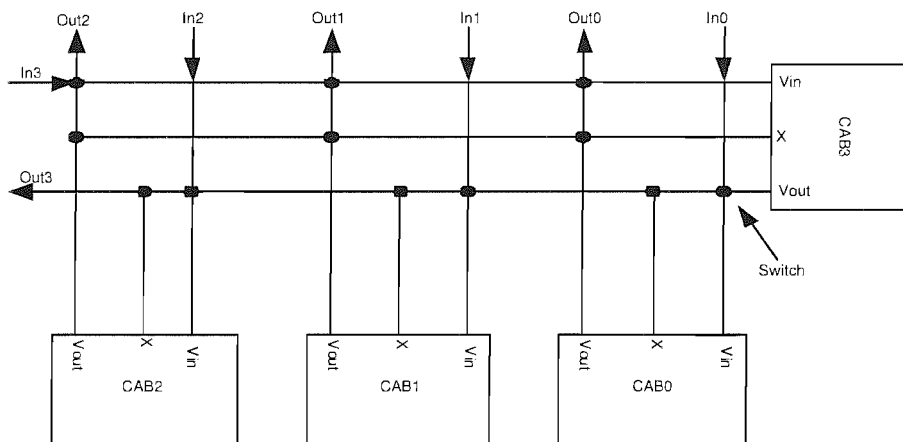 Out2 In2 Out1 In1 Out0 In0
In3
Vin
X
CAB3
Out3
Vout
Switch
Vout X Vin Vout X Vin Vout X Vin
CAB2 CAB1 CAB0